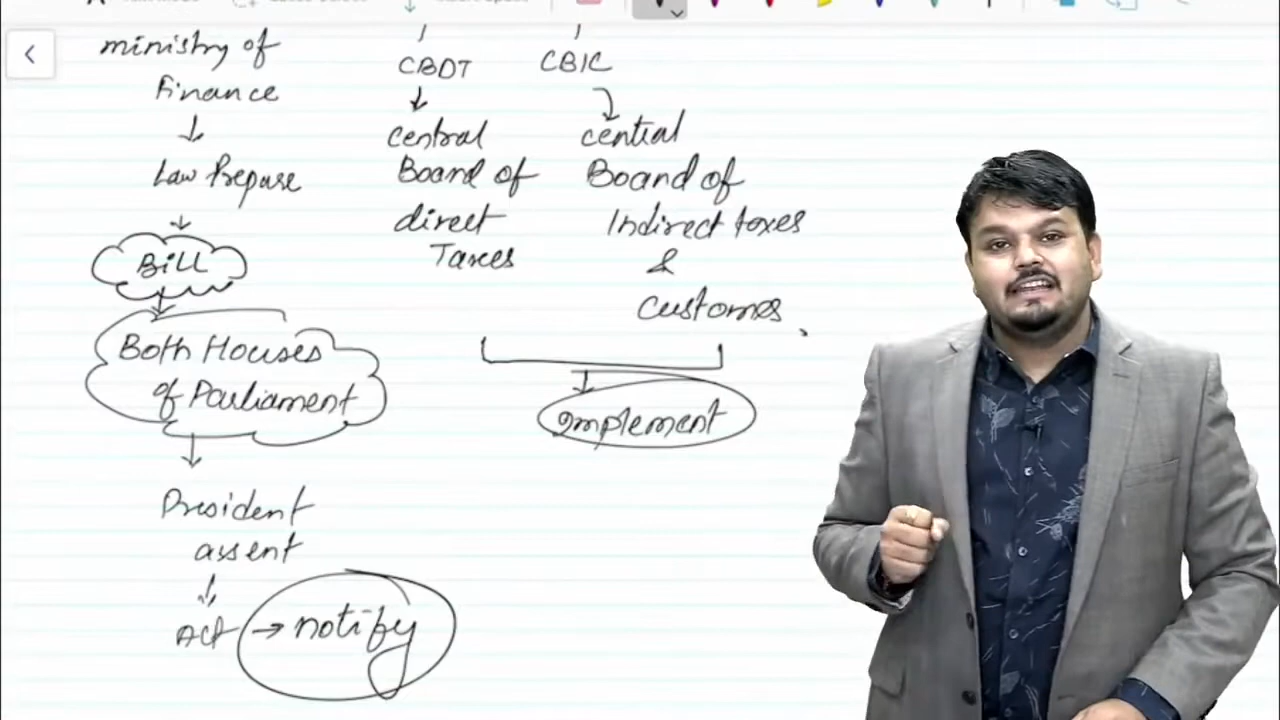 ministry of
Finance
Law Prepare
Bill
Both Houses
of Parliament
President
assent
Act → notify
CBDT
central
Board of
direct
Taxes
CBIC
central
Board of
Indirect taxes
&
Customes
implement